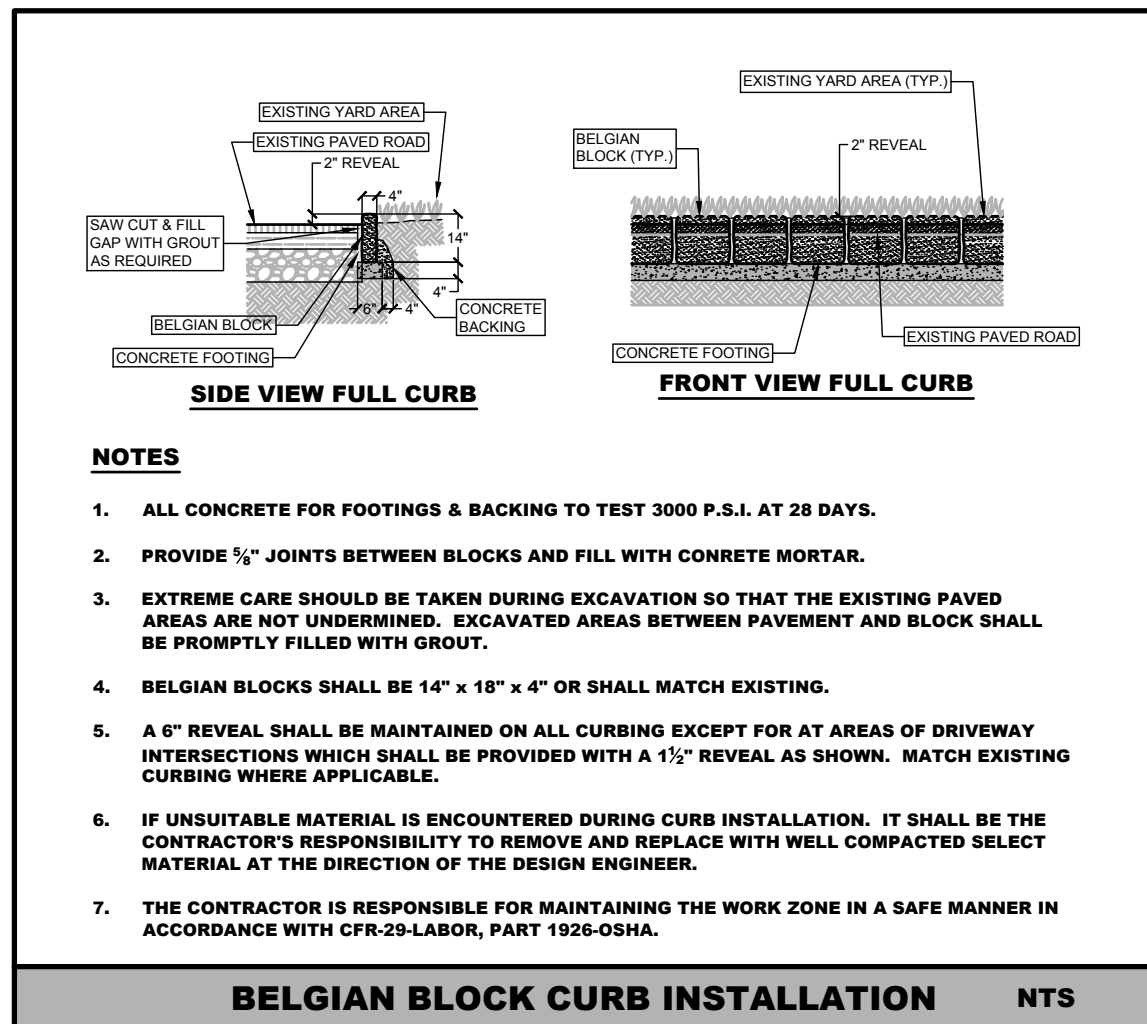 EXISTING YARD AREA
EXISTING PAVED ROAD
2" REVEAL
4"
SAW CUT & FILL
GAP WITH GROUT
AS REQUIRED
14"
4"
6"
4"
BELGIAN BLOCK
CONCRETE
BACKING
CONCRETE FOOTING
SIDE VIEW FULL CURB
EXISTING YARD AREA (TYP.)
BELGIAN
BLOCK (TYP.)
2" REVEAL
EXISTING PAVED ROAD
CONCRETE FOOTING
FRONT VIEW FULL CURB
NOTES
1. ALL CONCRETE FOR FOOTINGS & BACKING TO TEST 3000 P.S.I. AT 28 DAYS.
2. PROVIDE ⅝" JOINTS BETWEEN BLOCKS AND FILL WITH CONRETE MORTAR.
3. EXTREME CARE SHOULD BE TAKEN DURING EXCAVATION SO THAT THE EXISTING PAVED
AREAS ARE NOT UNDERMINED. EXCAVATED AREAS BETWEEN PAVEMENT AND BLOCK SHALL
BE PROMPTLY FILLED WITH GROUT.
4. BELGIAN BLOCKS SHALL BE 14" x 18" x 4" OR SHALL MATCH EXISTING.
5. A 6" REVEAL SHALL BE MAINTAINED ON ALL CURBING EXCEPT FOR AT AREAS OF DRIVEWAY
INTERSECTIONS WHICH SHALL BE PROVIDED WITH A 1½" REVEAL AS SHOWN. MATCH EXISTING
CURBING WHERE APPLICABLE.
6. IF UNSUITABLE MATERIAL IS ENCOUNTERED DURING CURB INSTALLATION. IT SHALL BE THE
CONTRACTOR'S RESPONSIBILITY TO REMOVE AND REPLACE WITH WELL COMPACTED SELECT
MATERIAL AT THE DIRECTION OF THE DESIGN ENGINEER.
7. THE CONTRACTOR IS RESPONSIBLE FOR MAINTAINING THE WORK ZONE IN A SAFE MANNER IN
ACCORDANCE WITH CFR-29-LABOR, PART 1926-OSHA.
BELGIAN BLOCK CURB INSTALLATION NTS